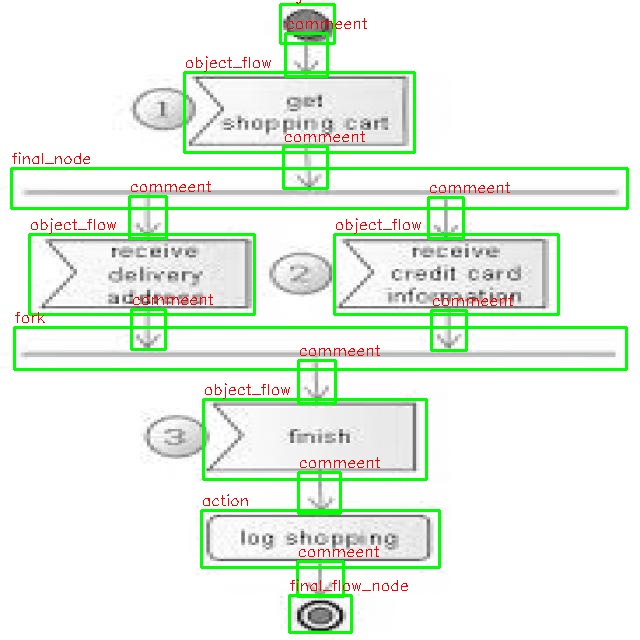 commeent
object_flow
1
get
shopping cart
commeent
final_node
commeent
commeent
object_flow
object_flow
receive
delivery
address
2
receive
credit card
information
commeent
commeent
fork
commeent
object_flow
3
finish
commeent
action
log shopping
commeent
final_flow_node